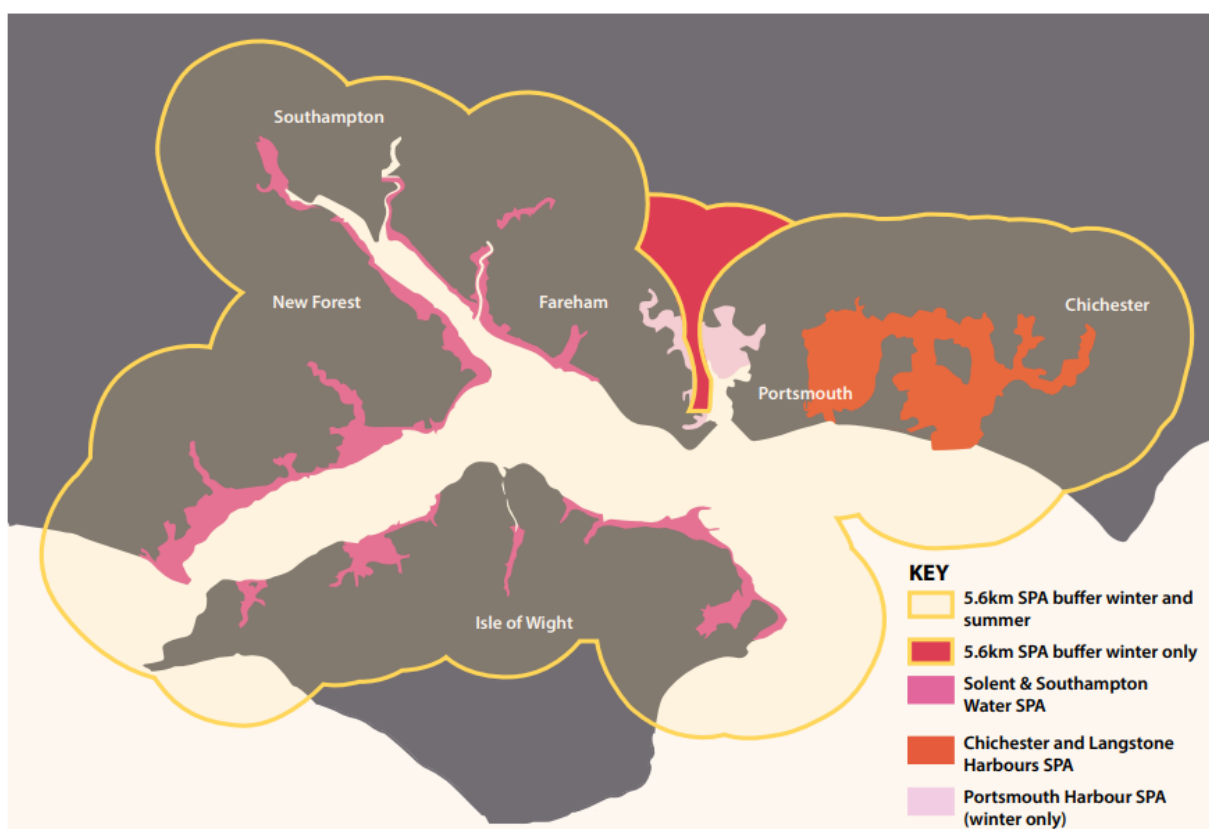 Southampton
New Forest
Fareham
Chichester
Portsmouth
Isle of Wight
KEY
5.6km SPA buffer winter and
summer
5.6km SPA buffer winter only
Solent & Southampton
Water SPA
Chichester and Langstone
Harbours SPA
Portsmouth Harbour SPA
(winter only)